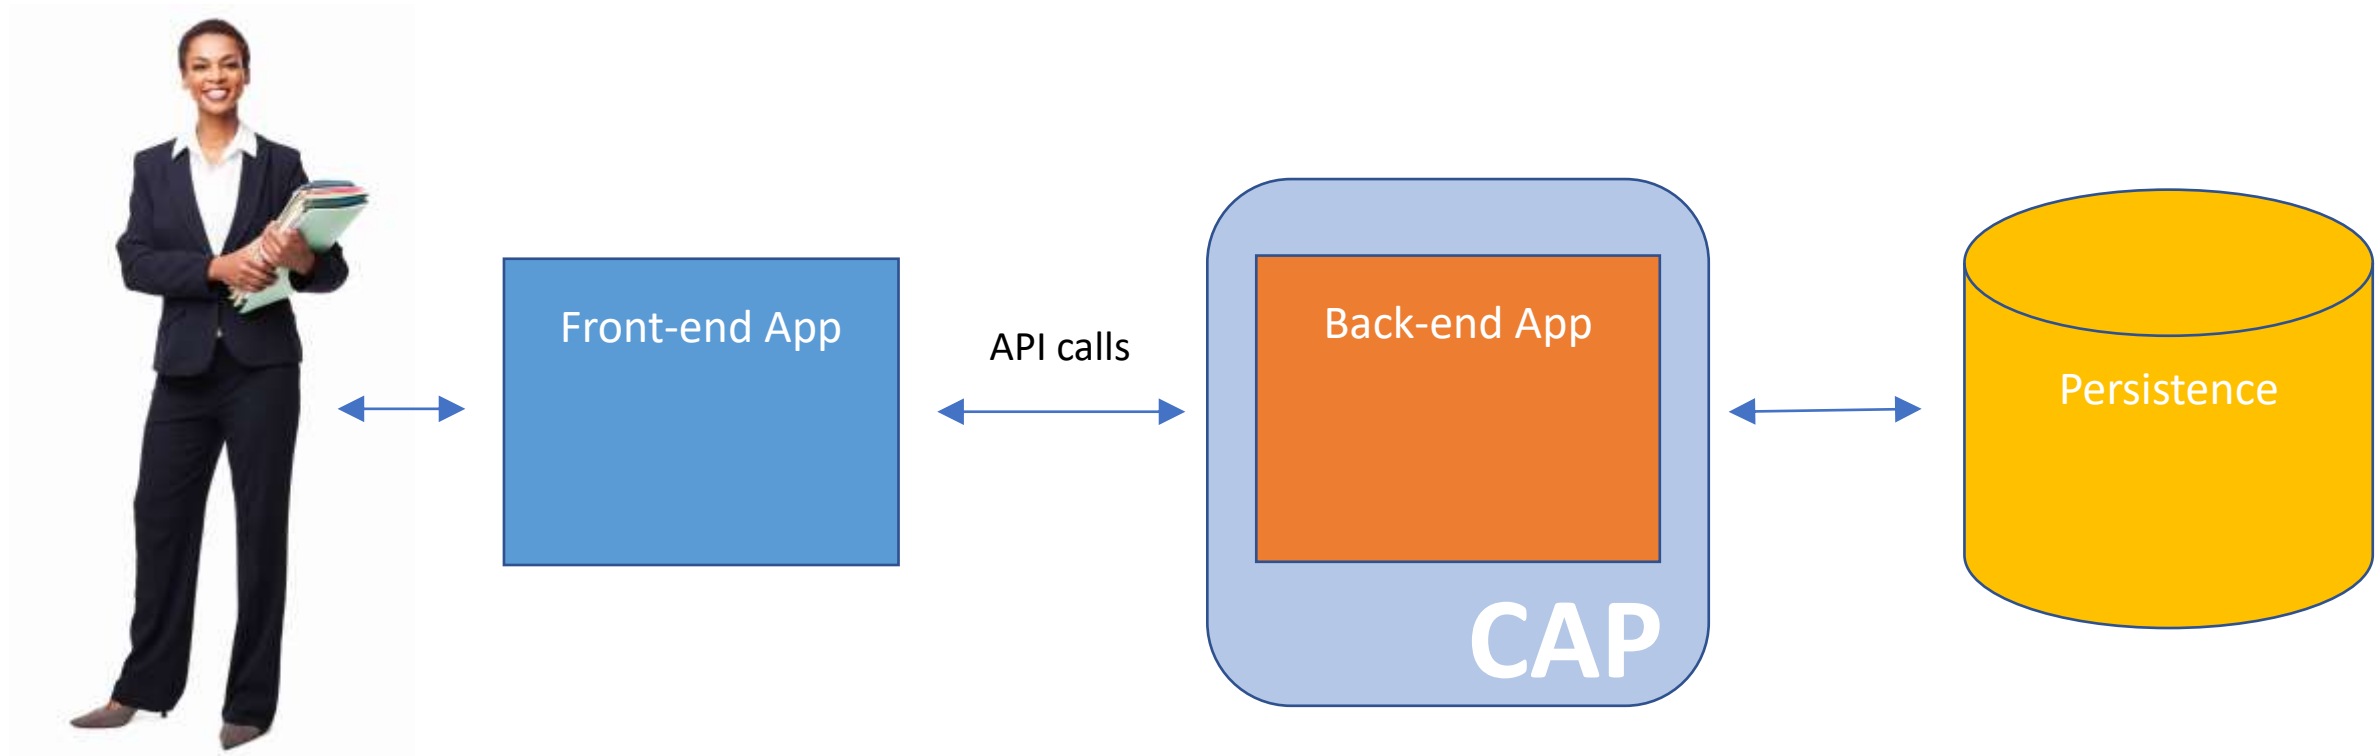 Front-end App
API calls
Back-end App
CAP
Persistence